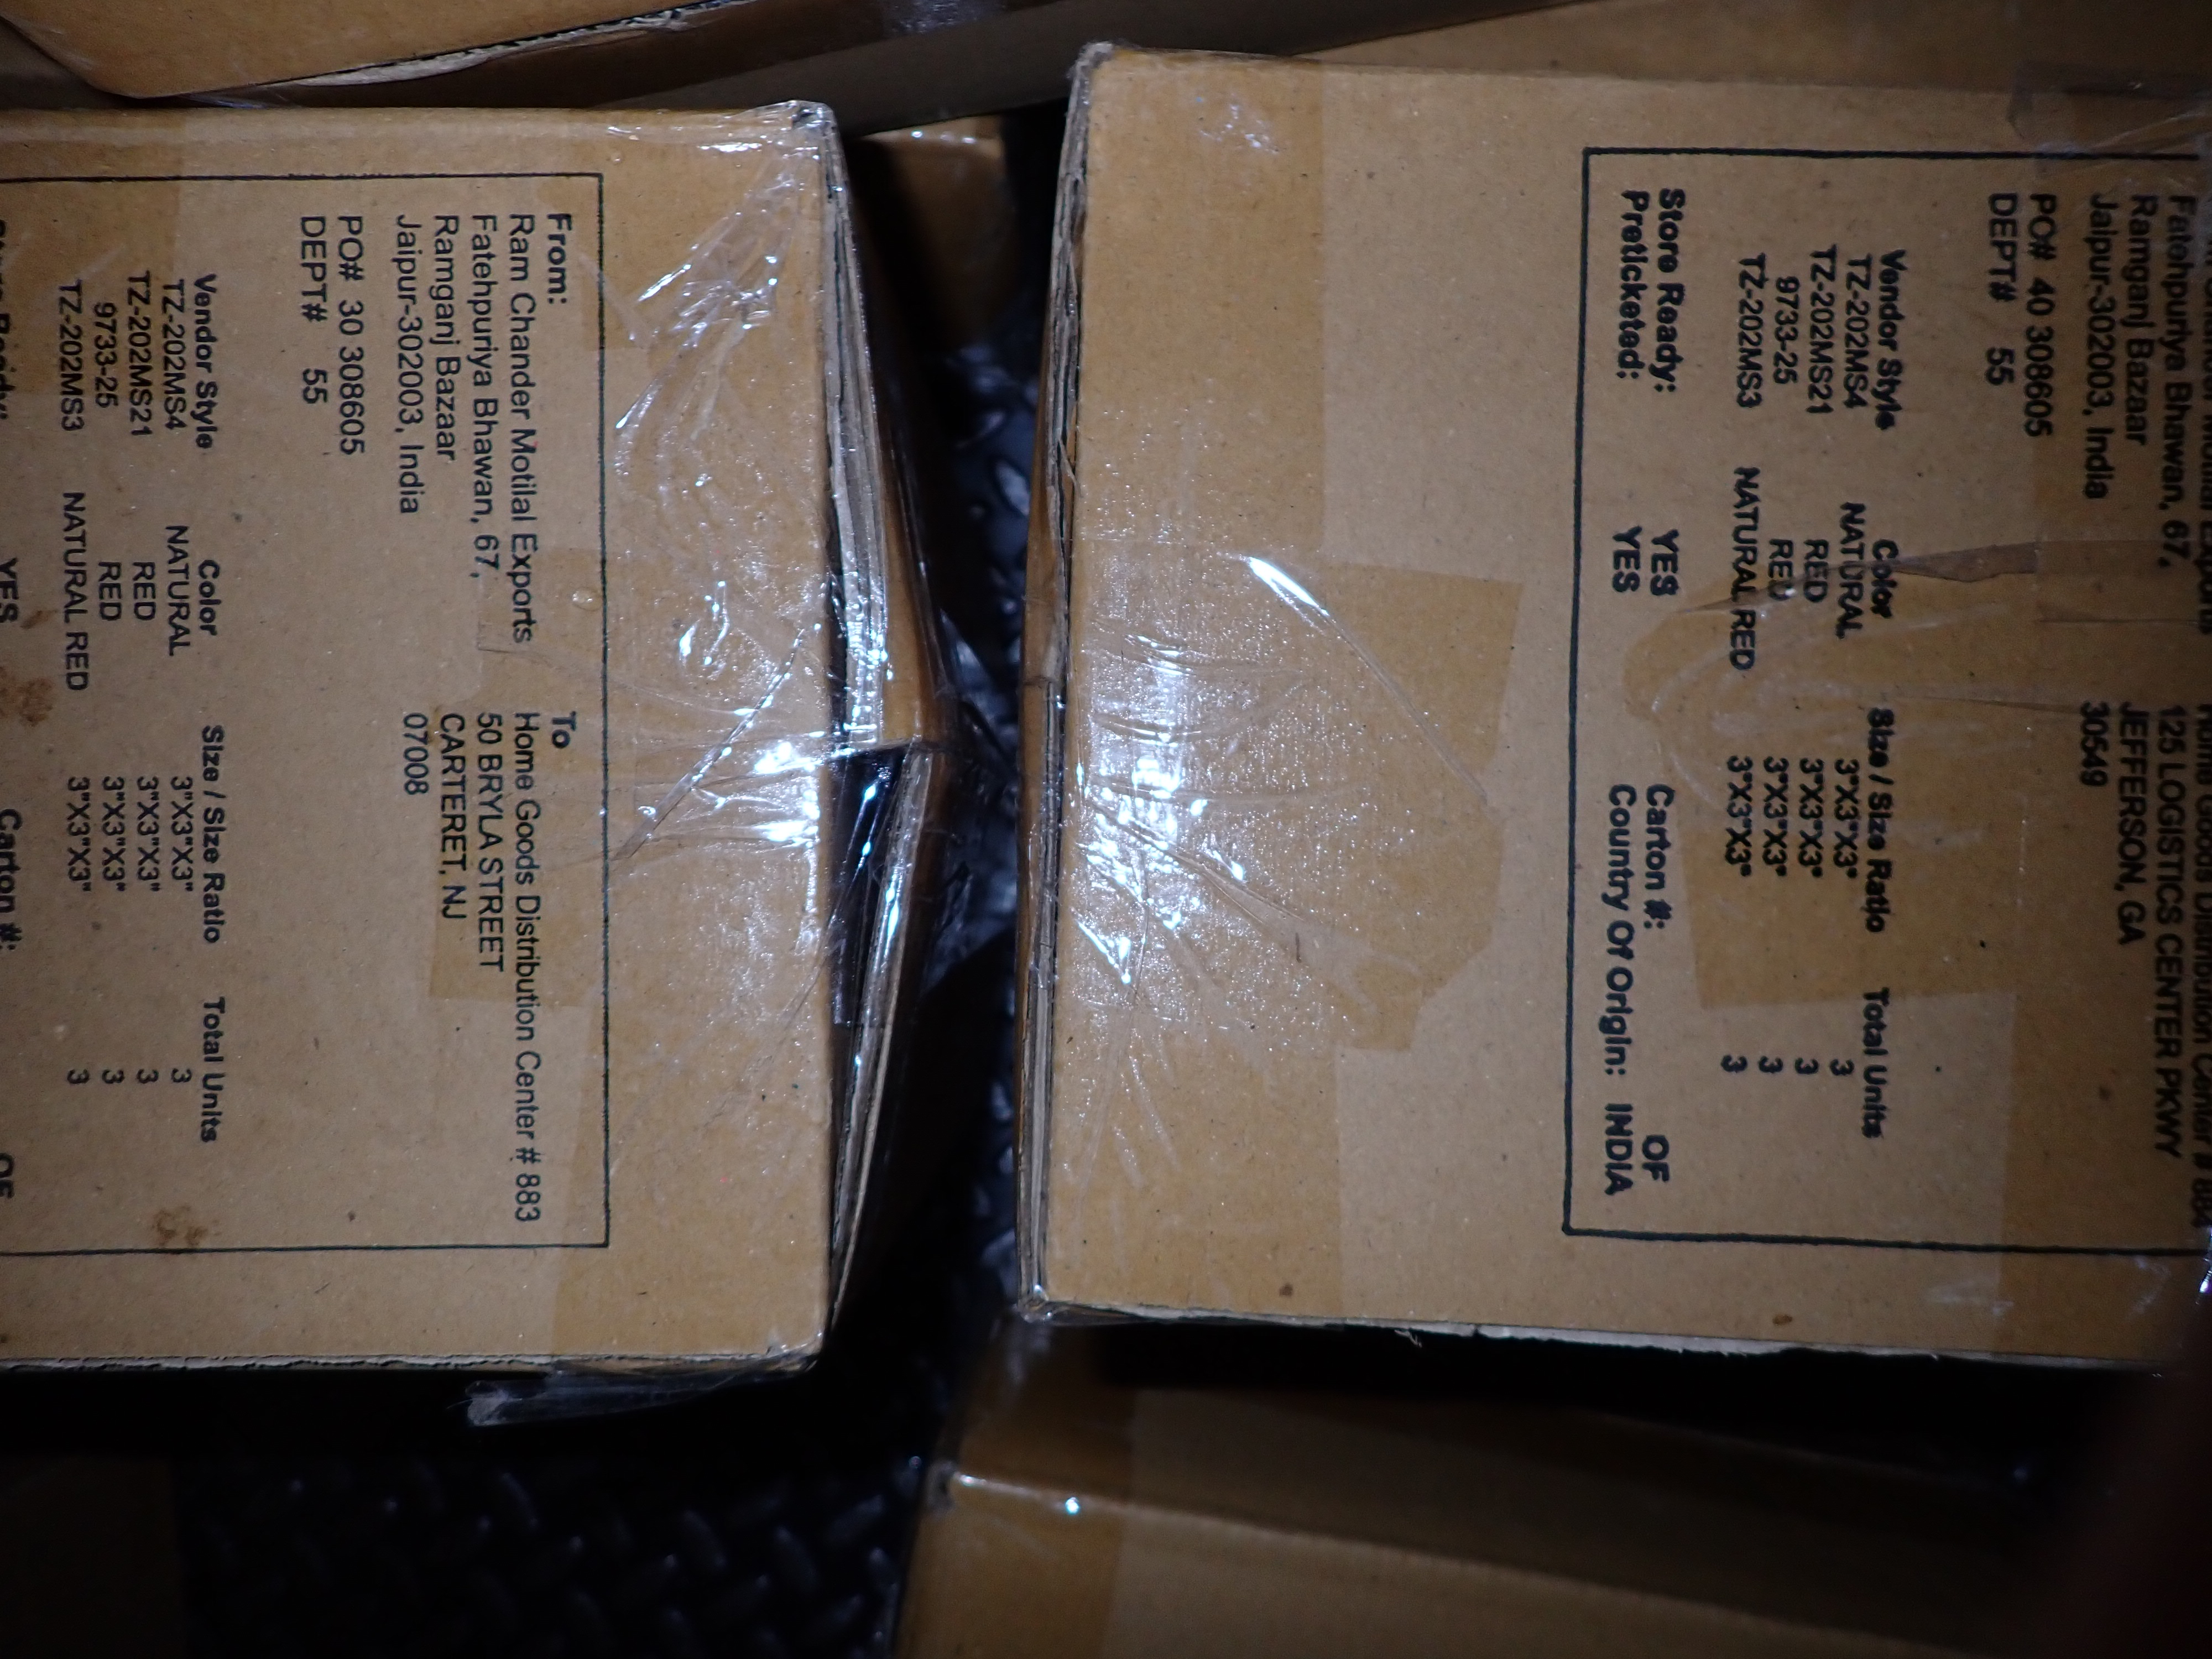 From: To
Ram Chander Motilal Exports Home Goods Distribution Center # 883
Fatehpuriya Bhawan, 67, 50 BRYLA STREET
Ramganj Bazaar CARTERET, NJ
Jaipur-302003, India 07008
PO# 30 308605
DEPT# 55
Vendor Style Color Size / Size Ratio Total Units
TZ-202MS4 NATURAL 3"X3"X3" 3
TZ-202MS21 RED 3"X3"X3" 3
9733-25 RED 3"X3"X3" 3
TZ-202MS3 NATURAL RED 3"X3"X3" 3
YES Carton #: OF
Fatehpuriya Bhawan, 67, 125 LOGISTICS CENTER PKWY
Ramganj Bazaar JEFFERSON, GA
Jaipur-302003, India 30549
PO# 40 308605
DEPT# 55
Vendor Style Color Size / Size Ratio Total Units
TZ-202MS4 NATURAL 3"X3"X3" 3
TZ-202MS21 RED 3"X3"X3" 3
9733-25 RED 3"X3"X3" 3
TZ-202MS3 NATURAL RED 3"X3"X3" 3
Store Ready: YES Carton #: OF
Preticketed: YES Country Of Origin: INDIA